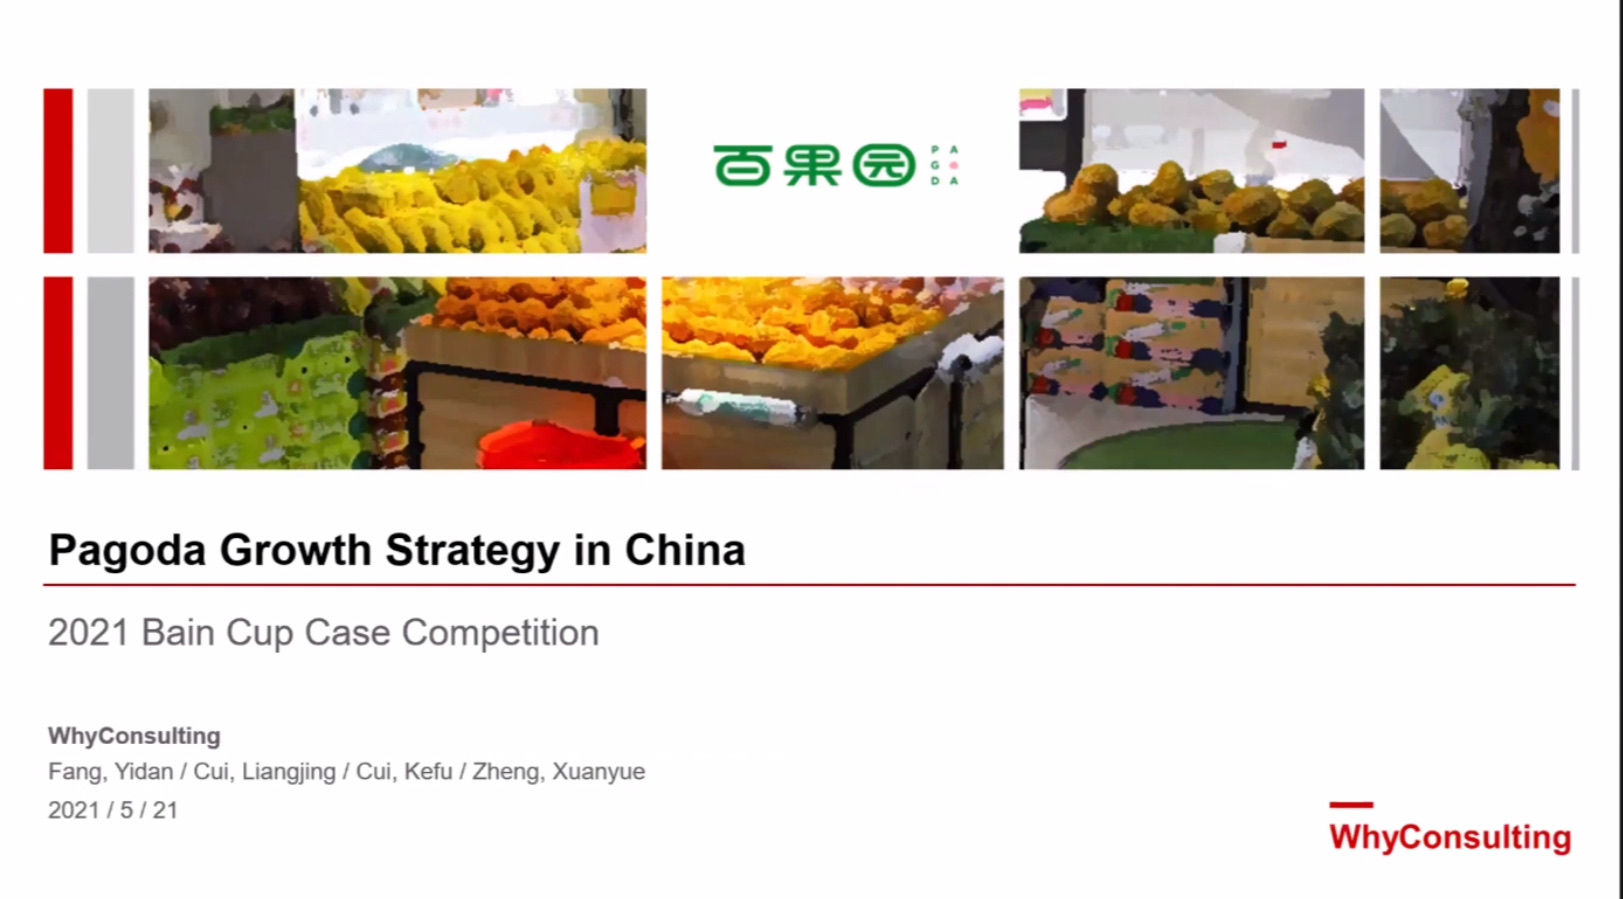 百果园 PAGODA
Pagoda Growth Strategy in China
2021 Bain Cup Case Competition
WhyConsulting
Fang, Yidan / Cui, Liangjing / Cui, Kefu / Zheng, Xuanyue
2021 / 5 / 21
WhyConsulting